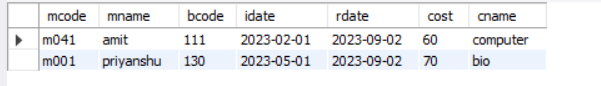 mcode mname bcode idate rdate cost cname
m041 amit 111 2023-02-01 2023-09-02 60 computer
m001 priyanshu 130 2023-05-01 2023-09-02 70 bio